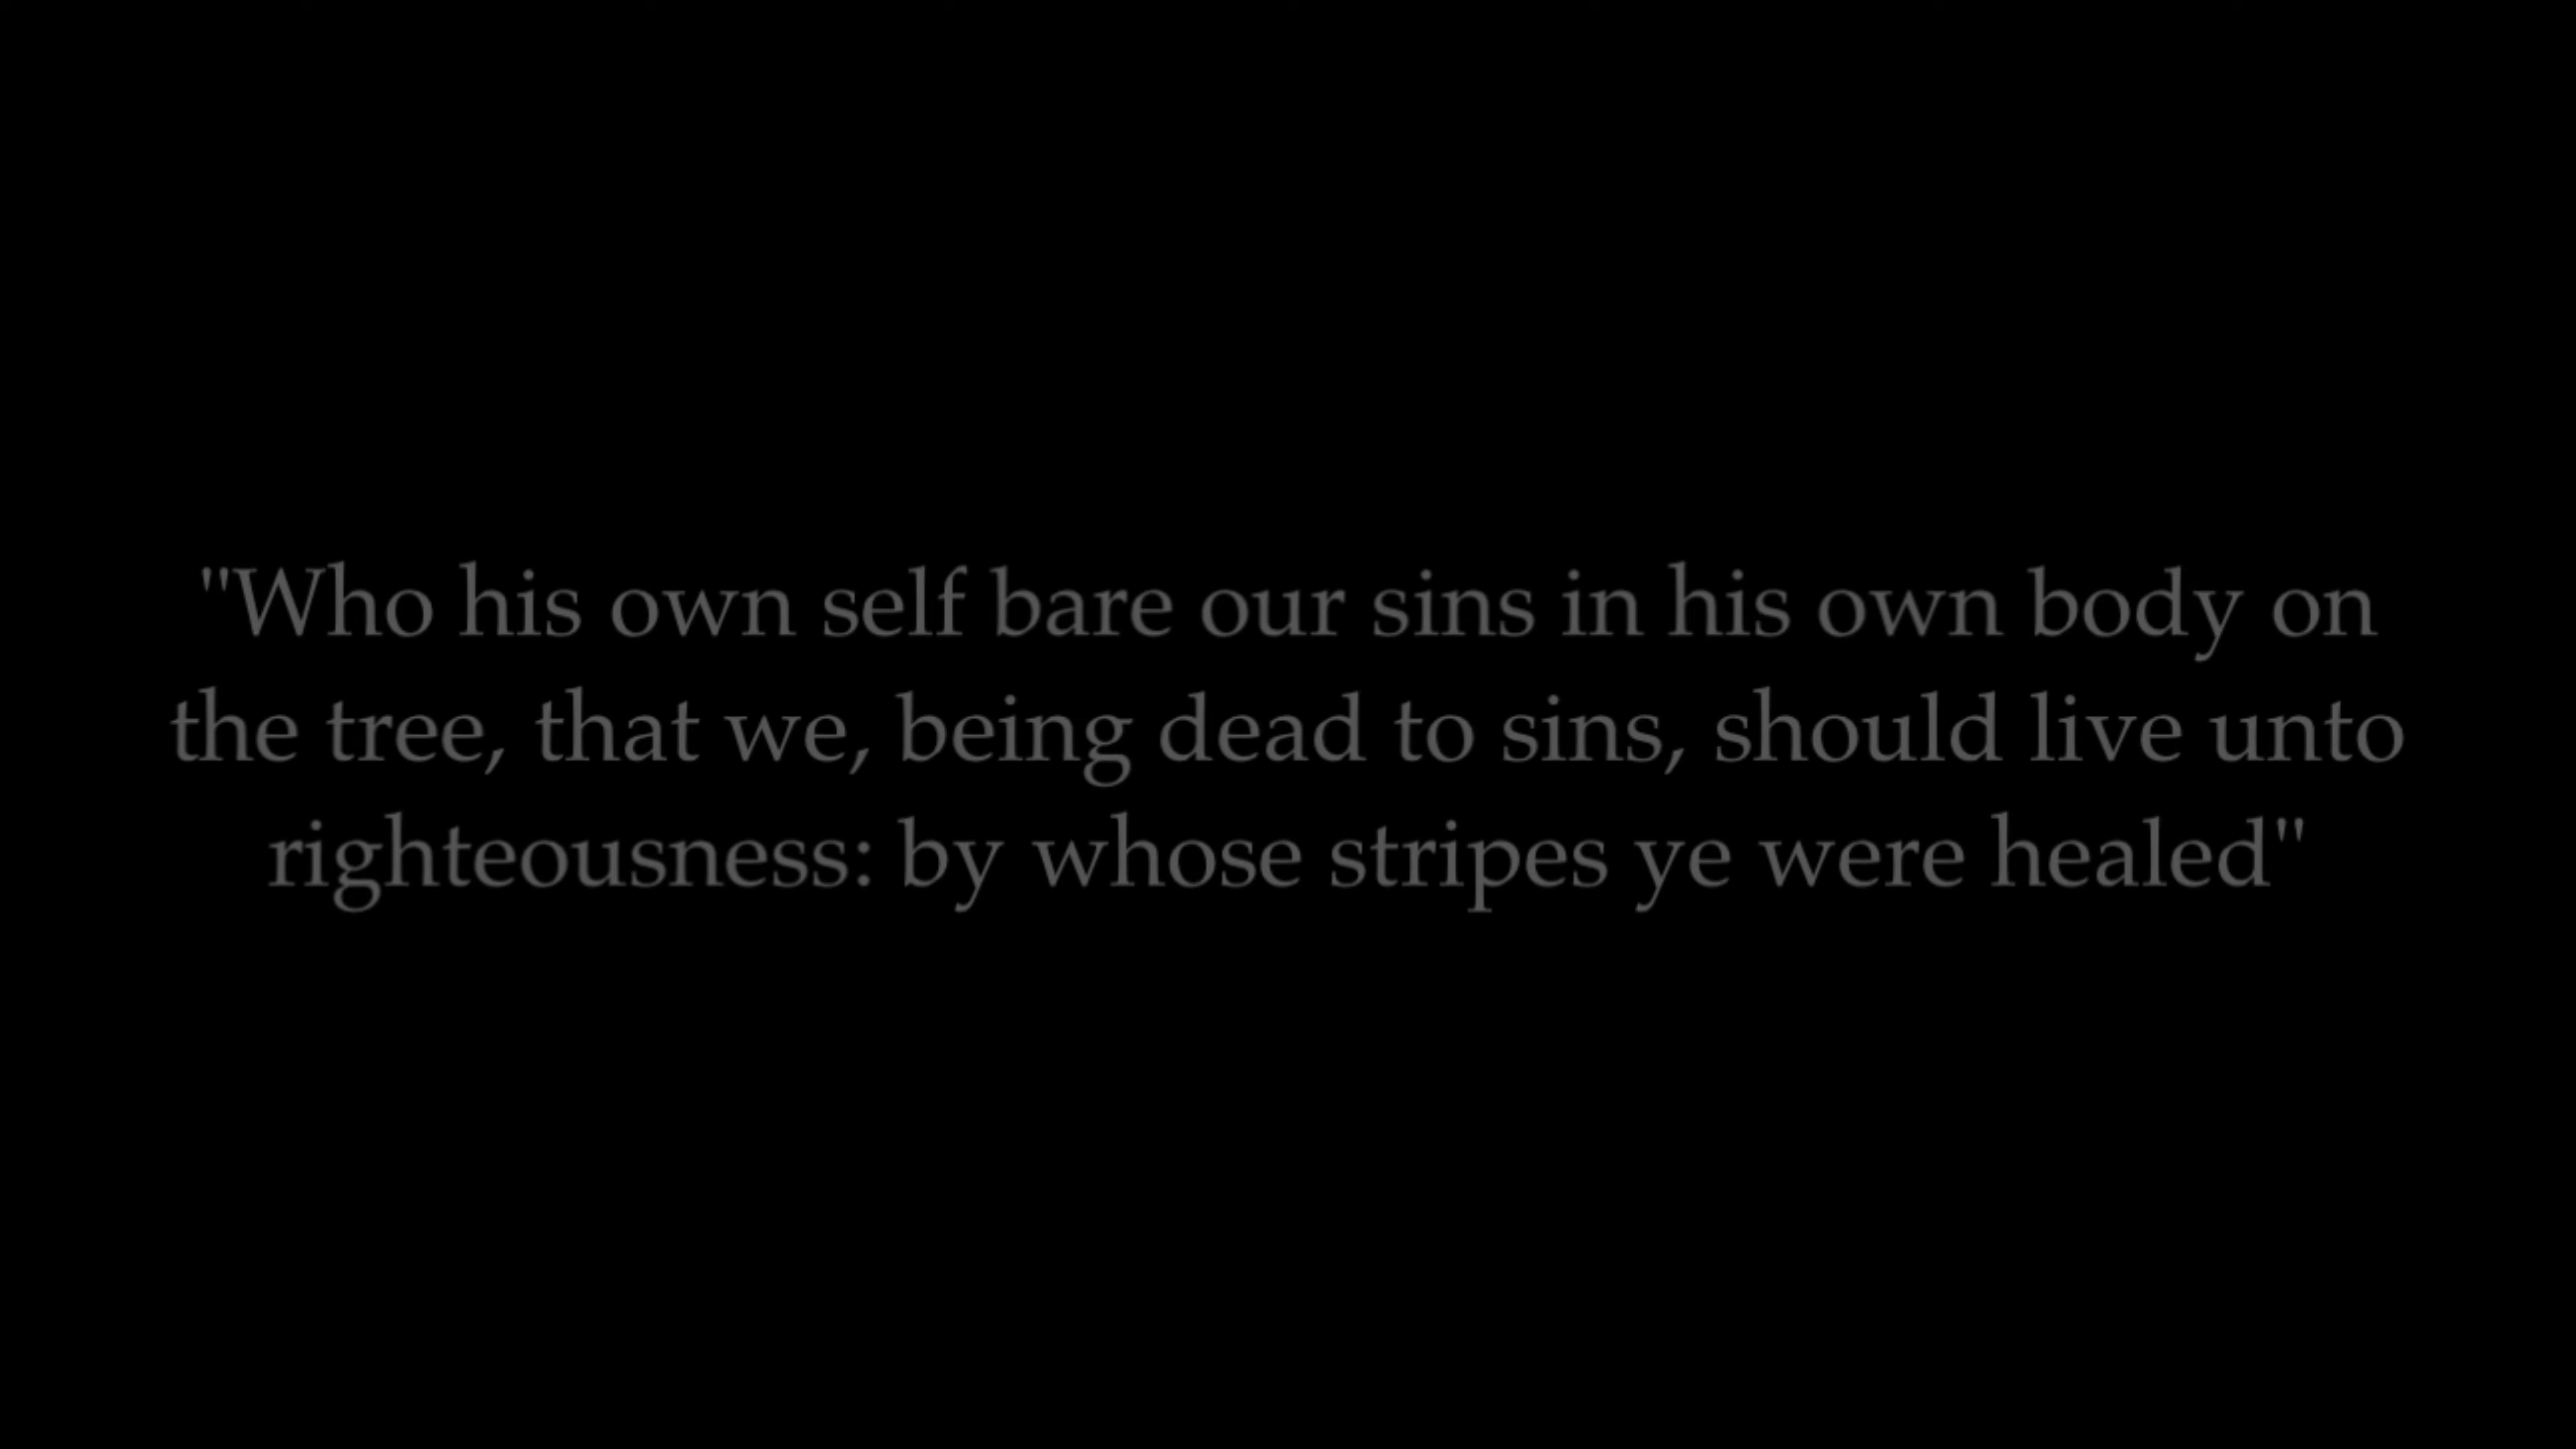 "Who his own self bare our sins in his own body on
the tree, that we, being dead to sins, should live unto
righteousness: by whose stripes ye were healed"